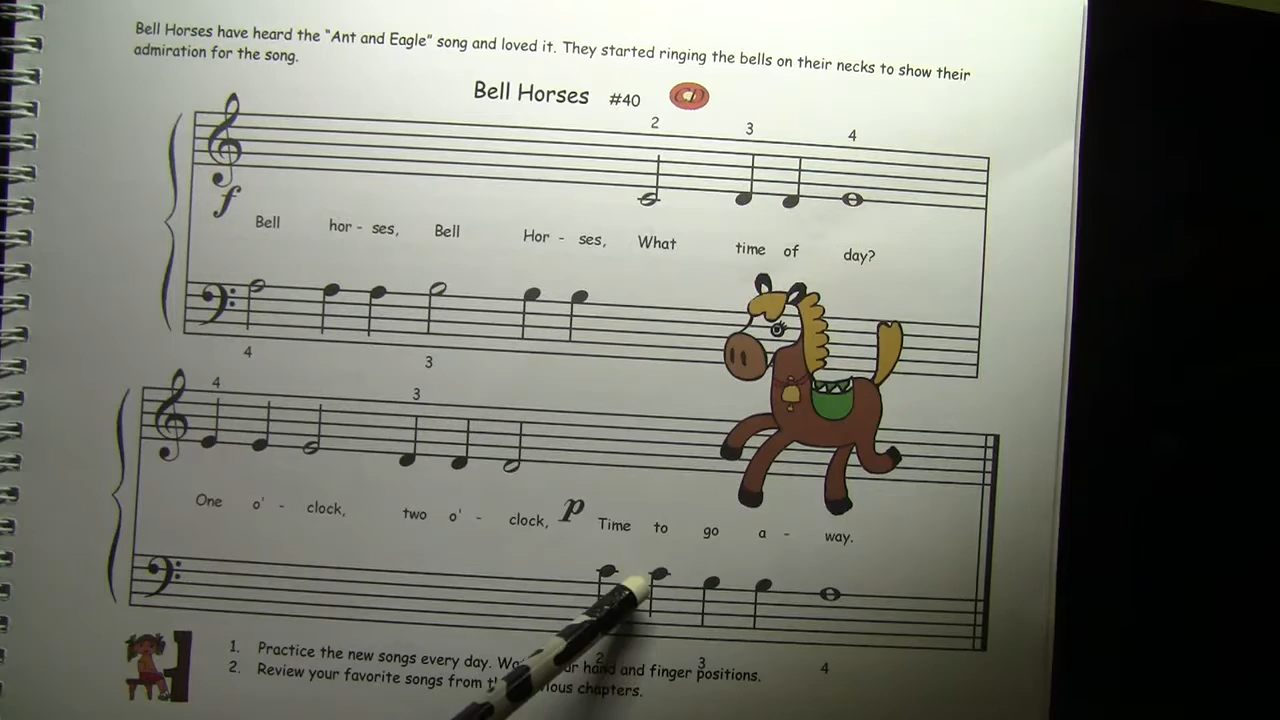 Bell Horses have heard the "Ant and Eagle" song and loved it. They started ringing the bells on their necks to show their
admiration for the song.
Bell Horses #40 CD
2 3 4
f
Bell hor - ses, Bell Hor - ses, What time of day?
4 3
4 3
One o' - clock, two o' - clock, p Time to go a - way.
2 3 4
1. Practice the new songs every day. hand and finger positions.
2. Review your favorite songs from chapters.